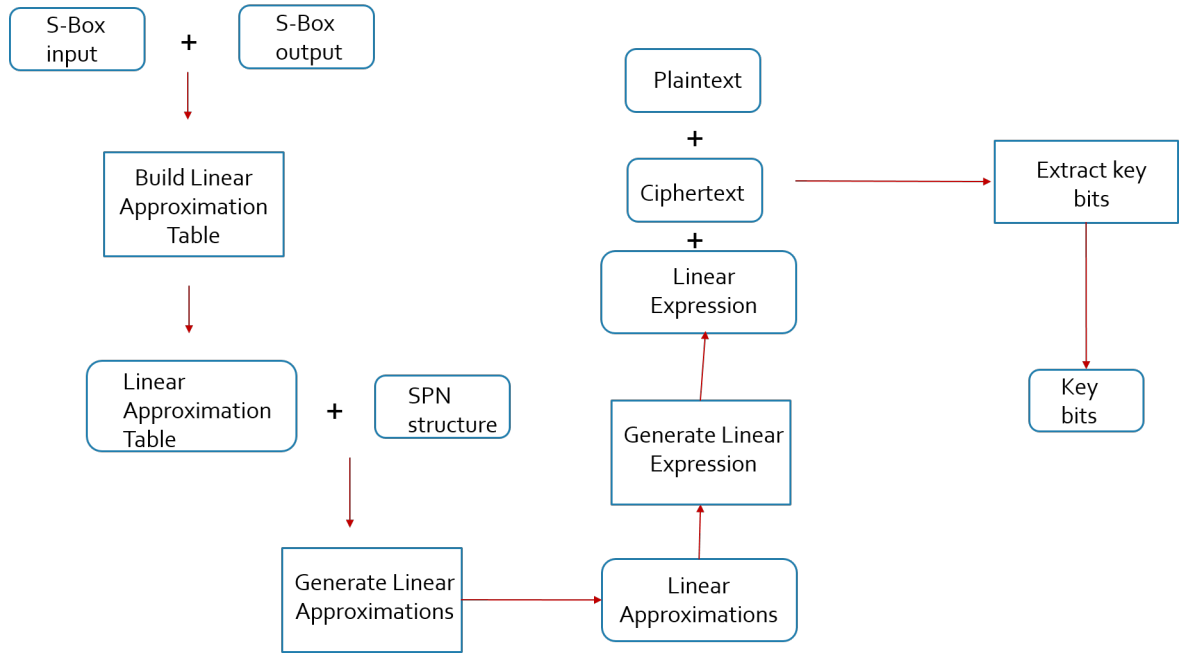 S-Box
input
+
S-Box
output
Build Linear
Approximation
Table
Linear
Approximation
Table
+
SPN
structure
Generate Linear
Approximations
Linear
Approximations
Generate Linear
Expression
Plaintext
+
Ciphertext
+
Linear
Expression
Extract key
bits
Key
bits